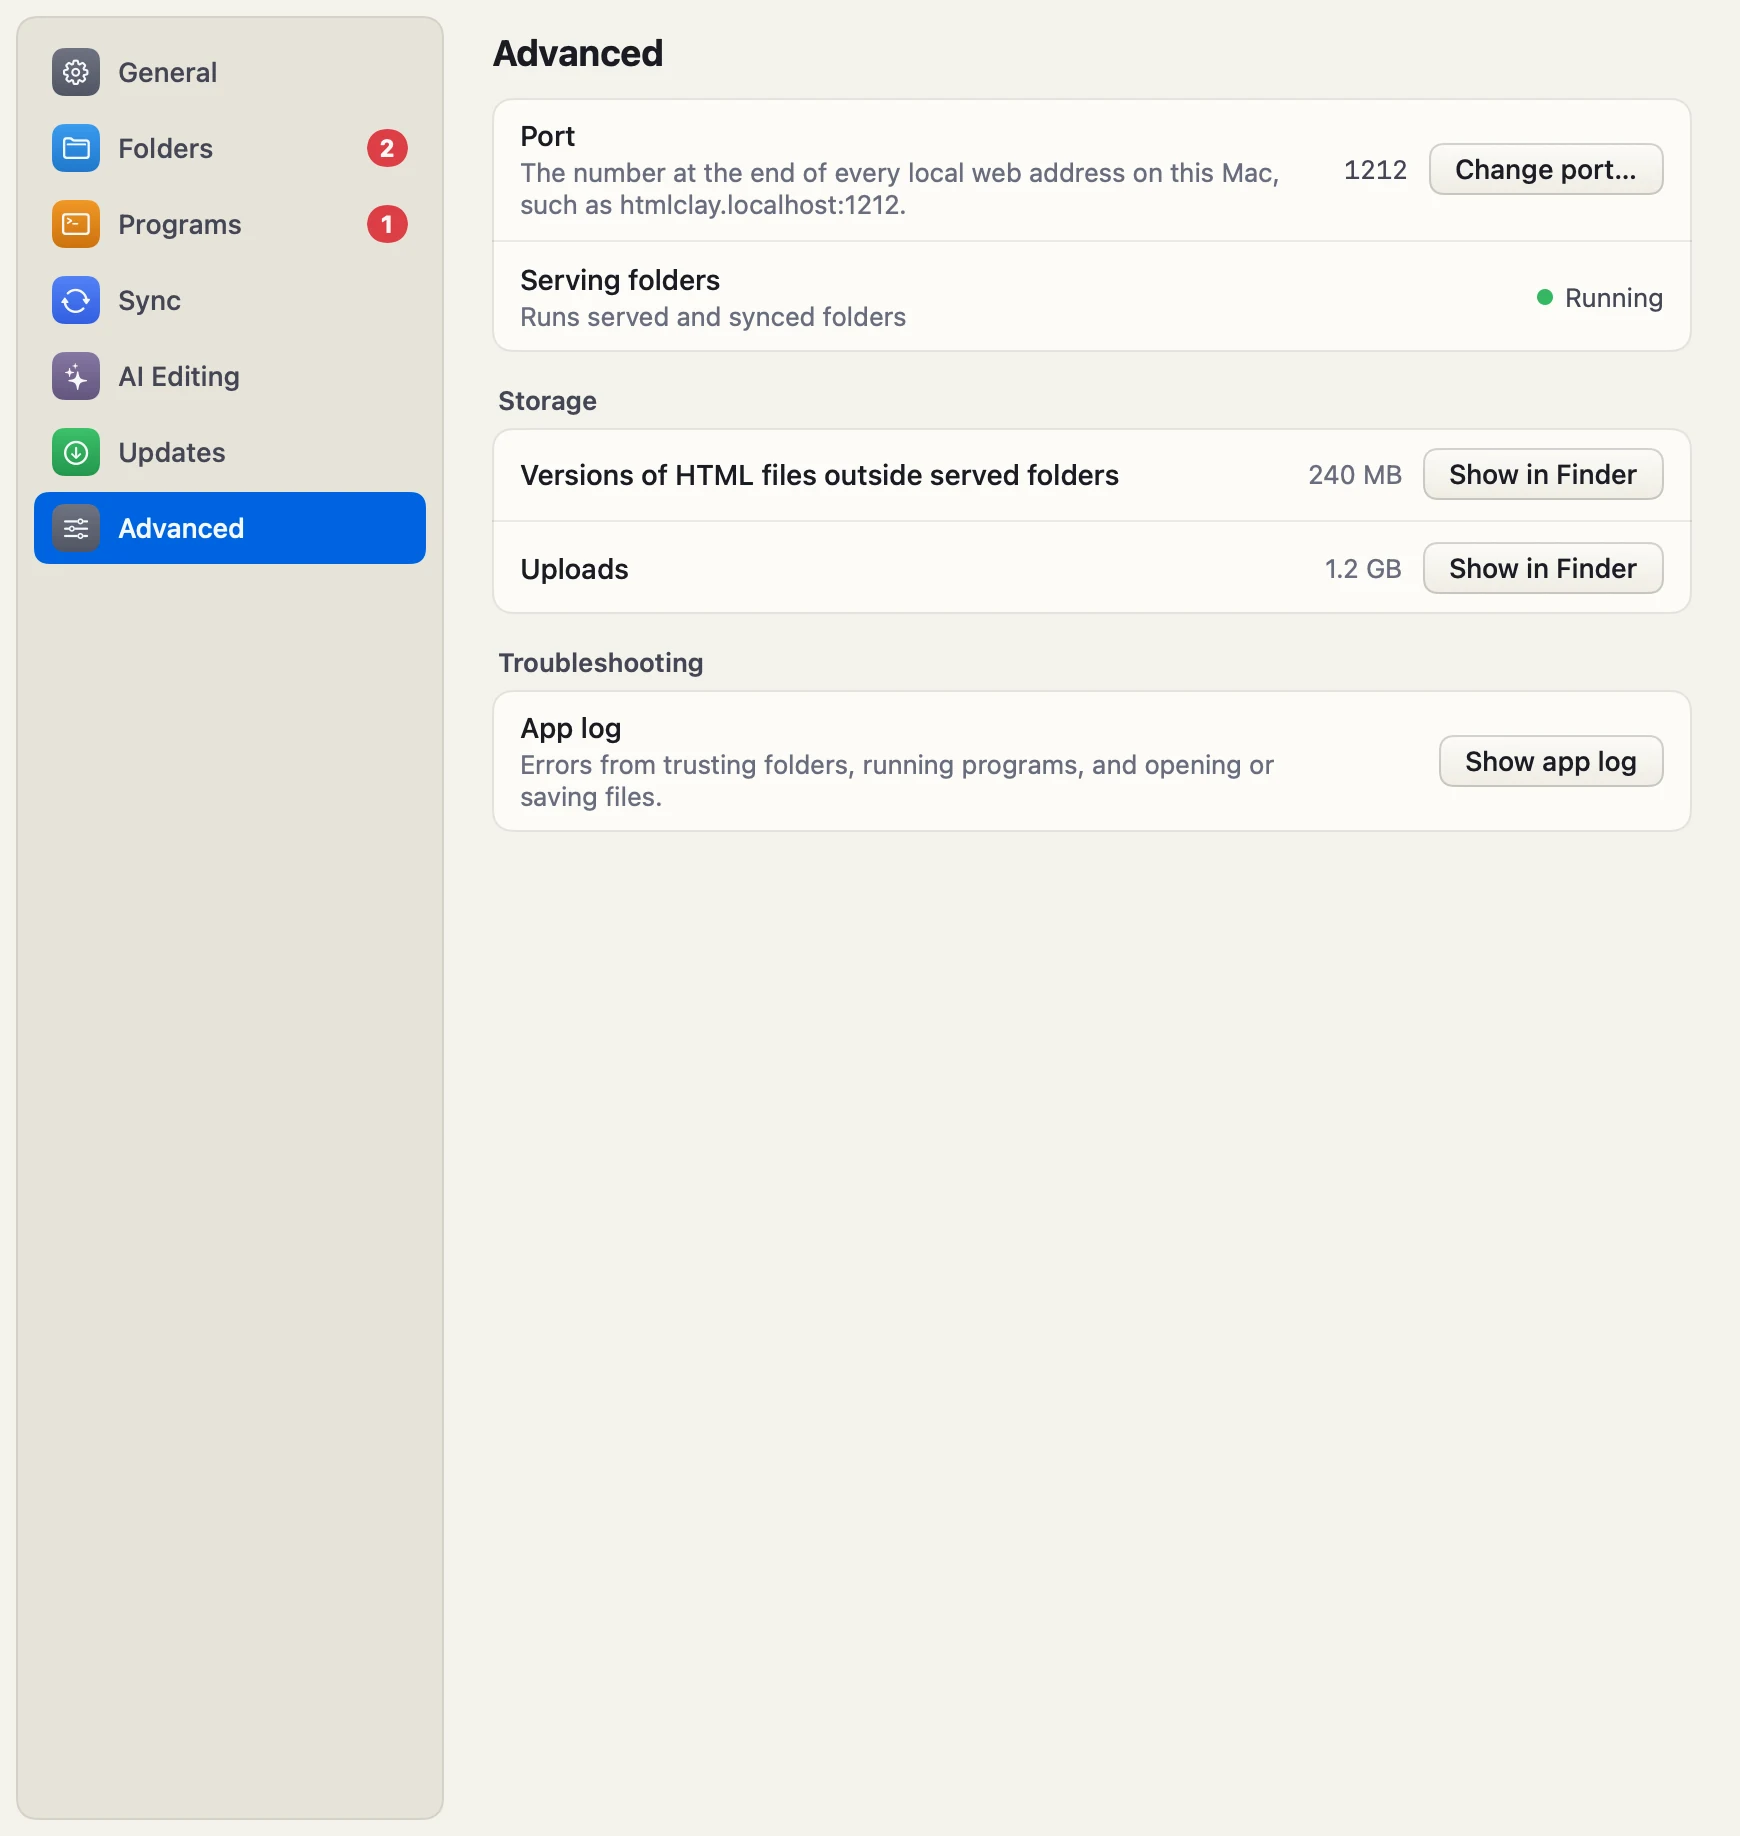 General
Folders 2
Programs 1
Sync
AI Editing
Updates
Advanced
Advanced
Port
The number at the end of every local web address on this Mac,
such as htmlclay.localhost:1212.
1212 Change port...
Serving folders
Runs served and synced folders
Running
Storage
Versions of HTML files outside served folders 240 MB Show in Finder
Uploads 1.2 GB Show in Finder
Troubleshooting
App log
Errors from trusting folders, running programs, and opening or
saving files.
Show app log